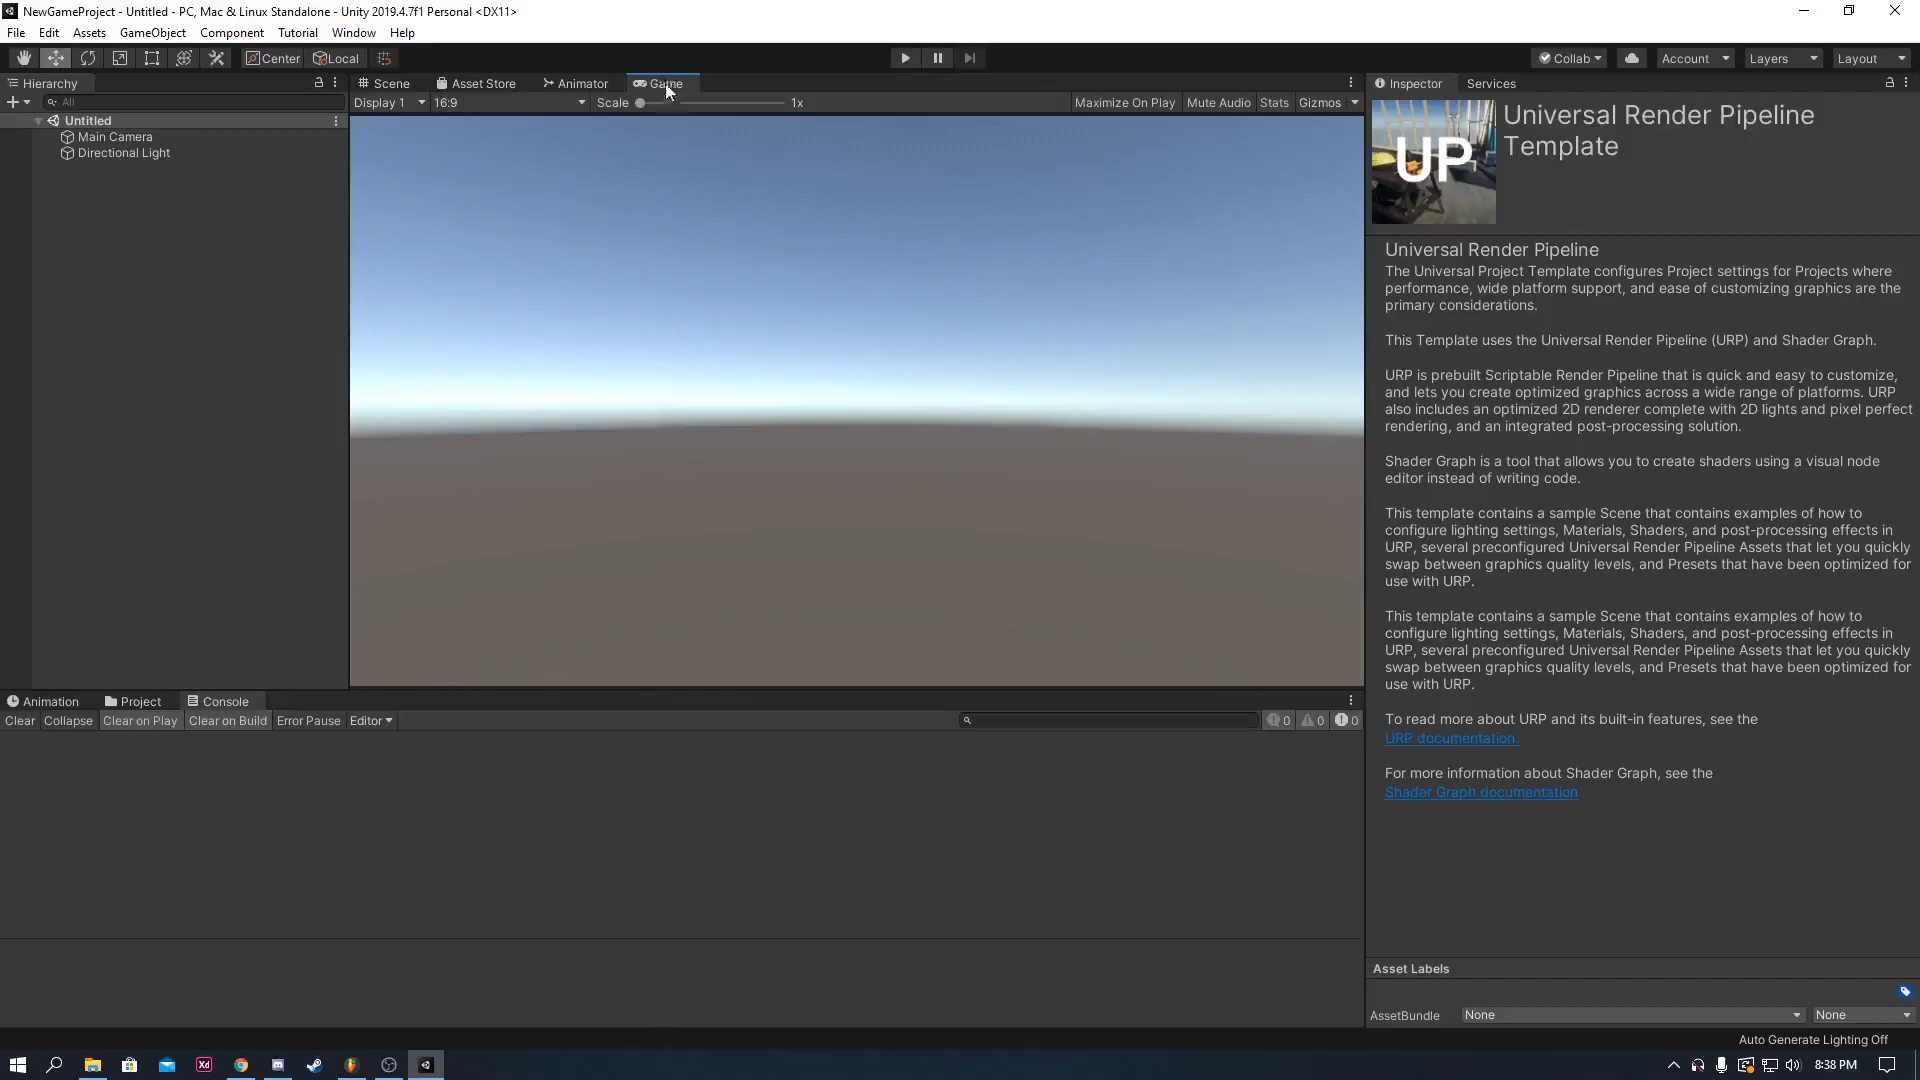 NewGameProject - Untitled - PC, Mac & Linux Standalone - Unity 2019.4.7f1 Personal <DX11>
File Edit Assets GameObject Component Tutorial Window Help
Center Local Collab Account Layers Layout
Hierarchy
All
Untitled
Main Camera
Directional Light
Scene Asset Store Animator Game
Display 1 16:9 Scale 1x Maximize On Play Mute Audio Stats Gizmos
Inspector Services
UP
Universal Render Pipeline
Template
Universal Render Pipeline
The Universal Project Template configures Project settings for Projects where
performance, wide platform support, and ease of customizing graphics are the
primary considerations.
This Template uses the Universal Render Pipeline (URP) and Shader Graph.
URP is prebuilt Scriptable Render Pipeline that is quick and easy to customize,
and lets you create optimized graphics across a wide range of platforms. URP
also includes an optimized 2D renderer complete with 2D lights and pixel perfect
rendering, and an integrated post-processing solution.
Shader Graph is a tool that allows you to create shaders using a visual node
editor instead of writing code.
This template contains a sample Scene that contains examples of how to
configure lighting settings, Materials, Shaders, and post-processing effects in
URP, several preconfigured Universal Render Pipeline Assets that let you quickly
swap between graphics quality levels, and Presets that have been optimized for
use with URP.
This template contains a sample Scene that contains examples of how to
configure lighting settings, Materials, Shaders, and post-processing effects in
URP, several preconfigured Universal Render Pipeline Assets that let you quickly
swap between graphics quality levels, and Presets that have been optimized for
use with URP.
To read more about URP and its built-in features, see the
URP documentation.
For more information about Shader Graph, see the
Shader Graph documentation
Animation Project Console
Clear Collapse Clear on Play Clear on Build Error Pause Editor 0 0 0
Asset Labels
AssetBundle None None
Auto Generate Lighting Off
Xd
8:38 PM